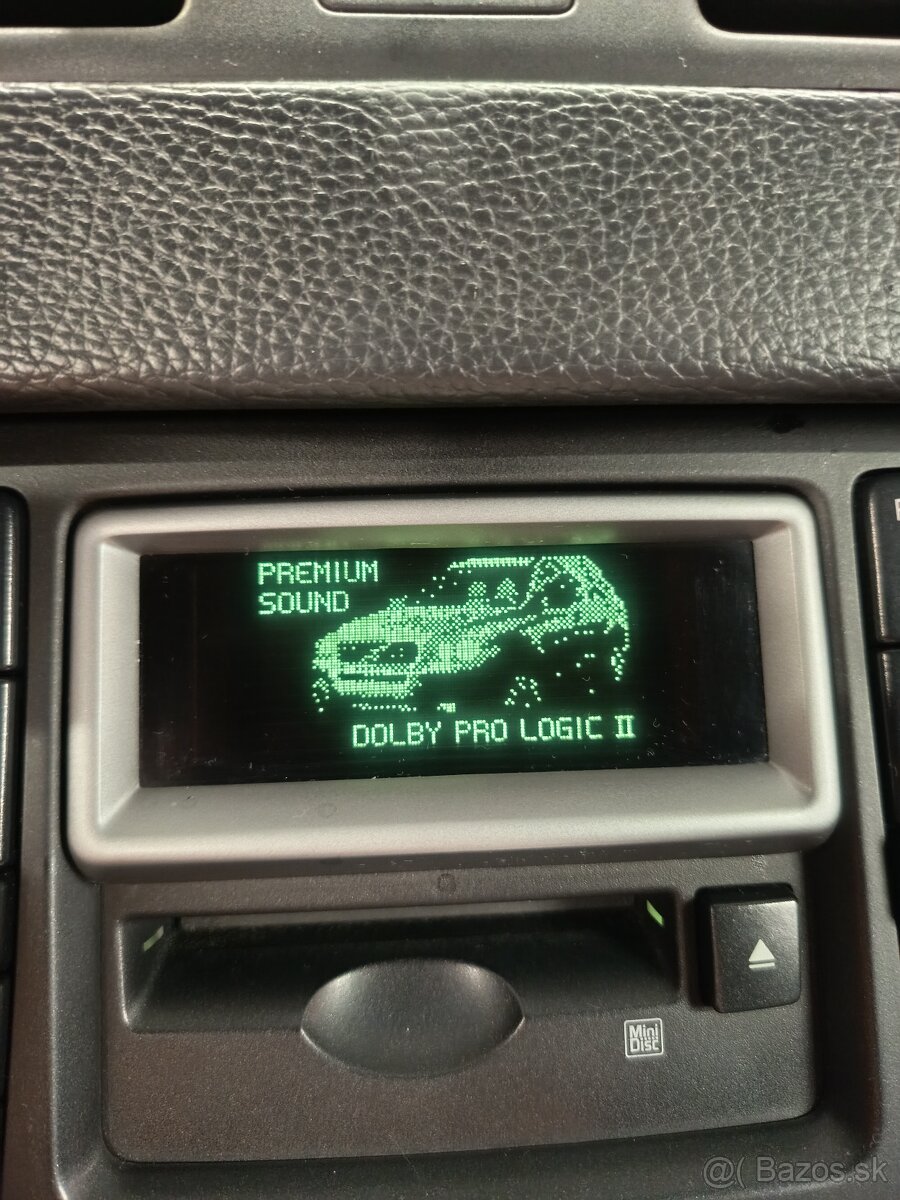 PREMIUM
SOUND
DOLBY PRO LOGIC II
Mini
Disc
@( Bazos.sk